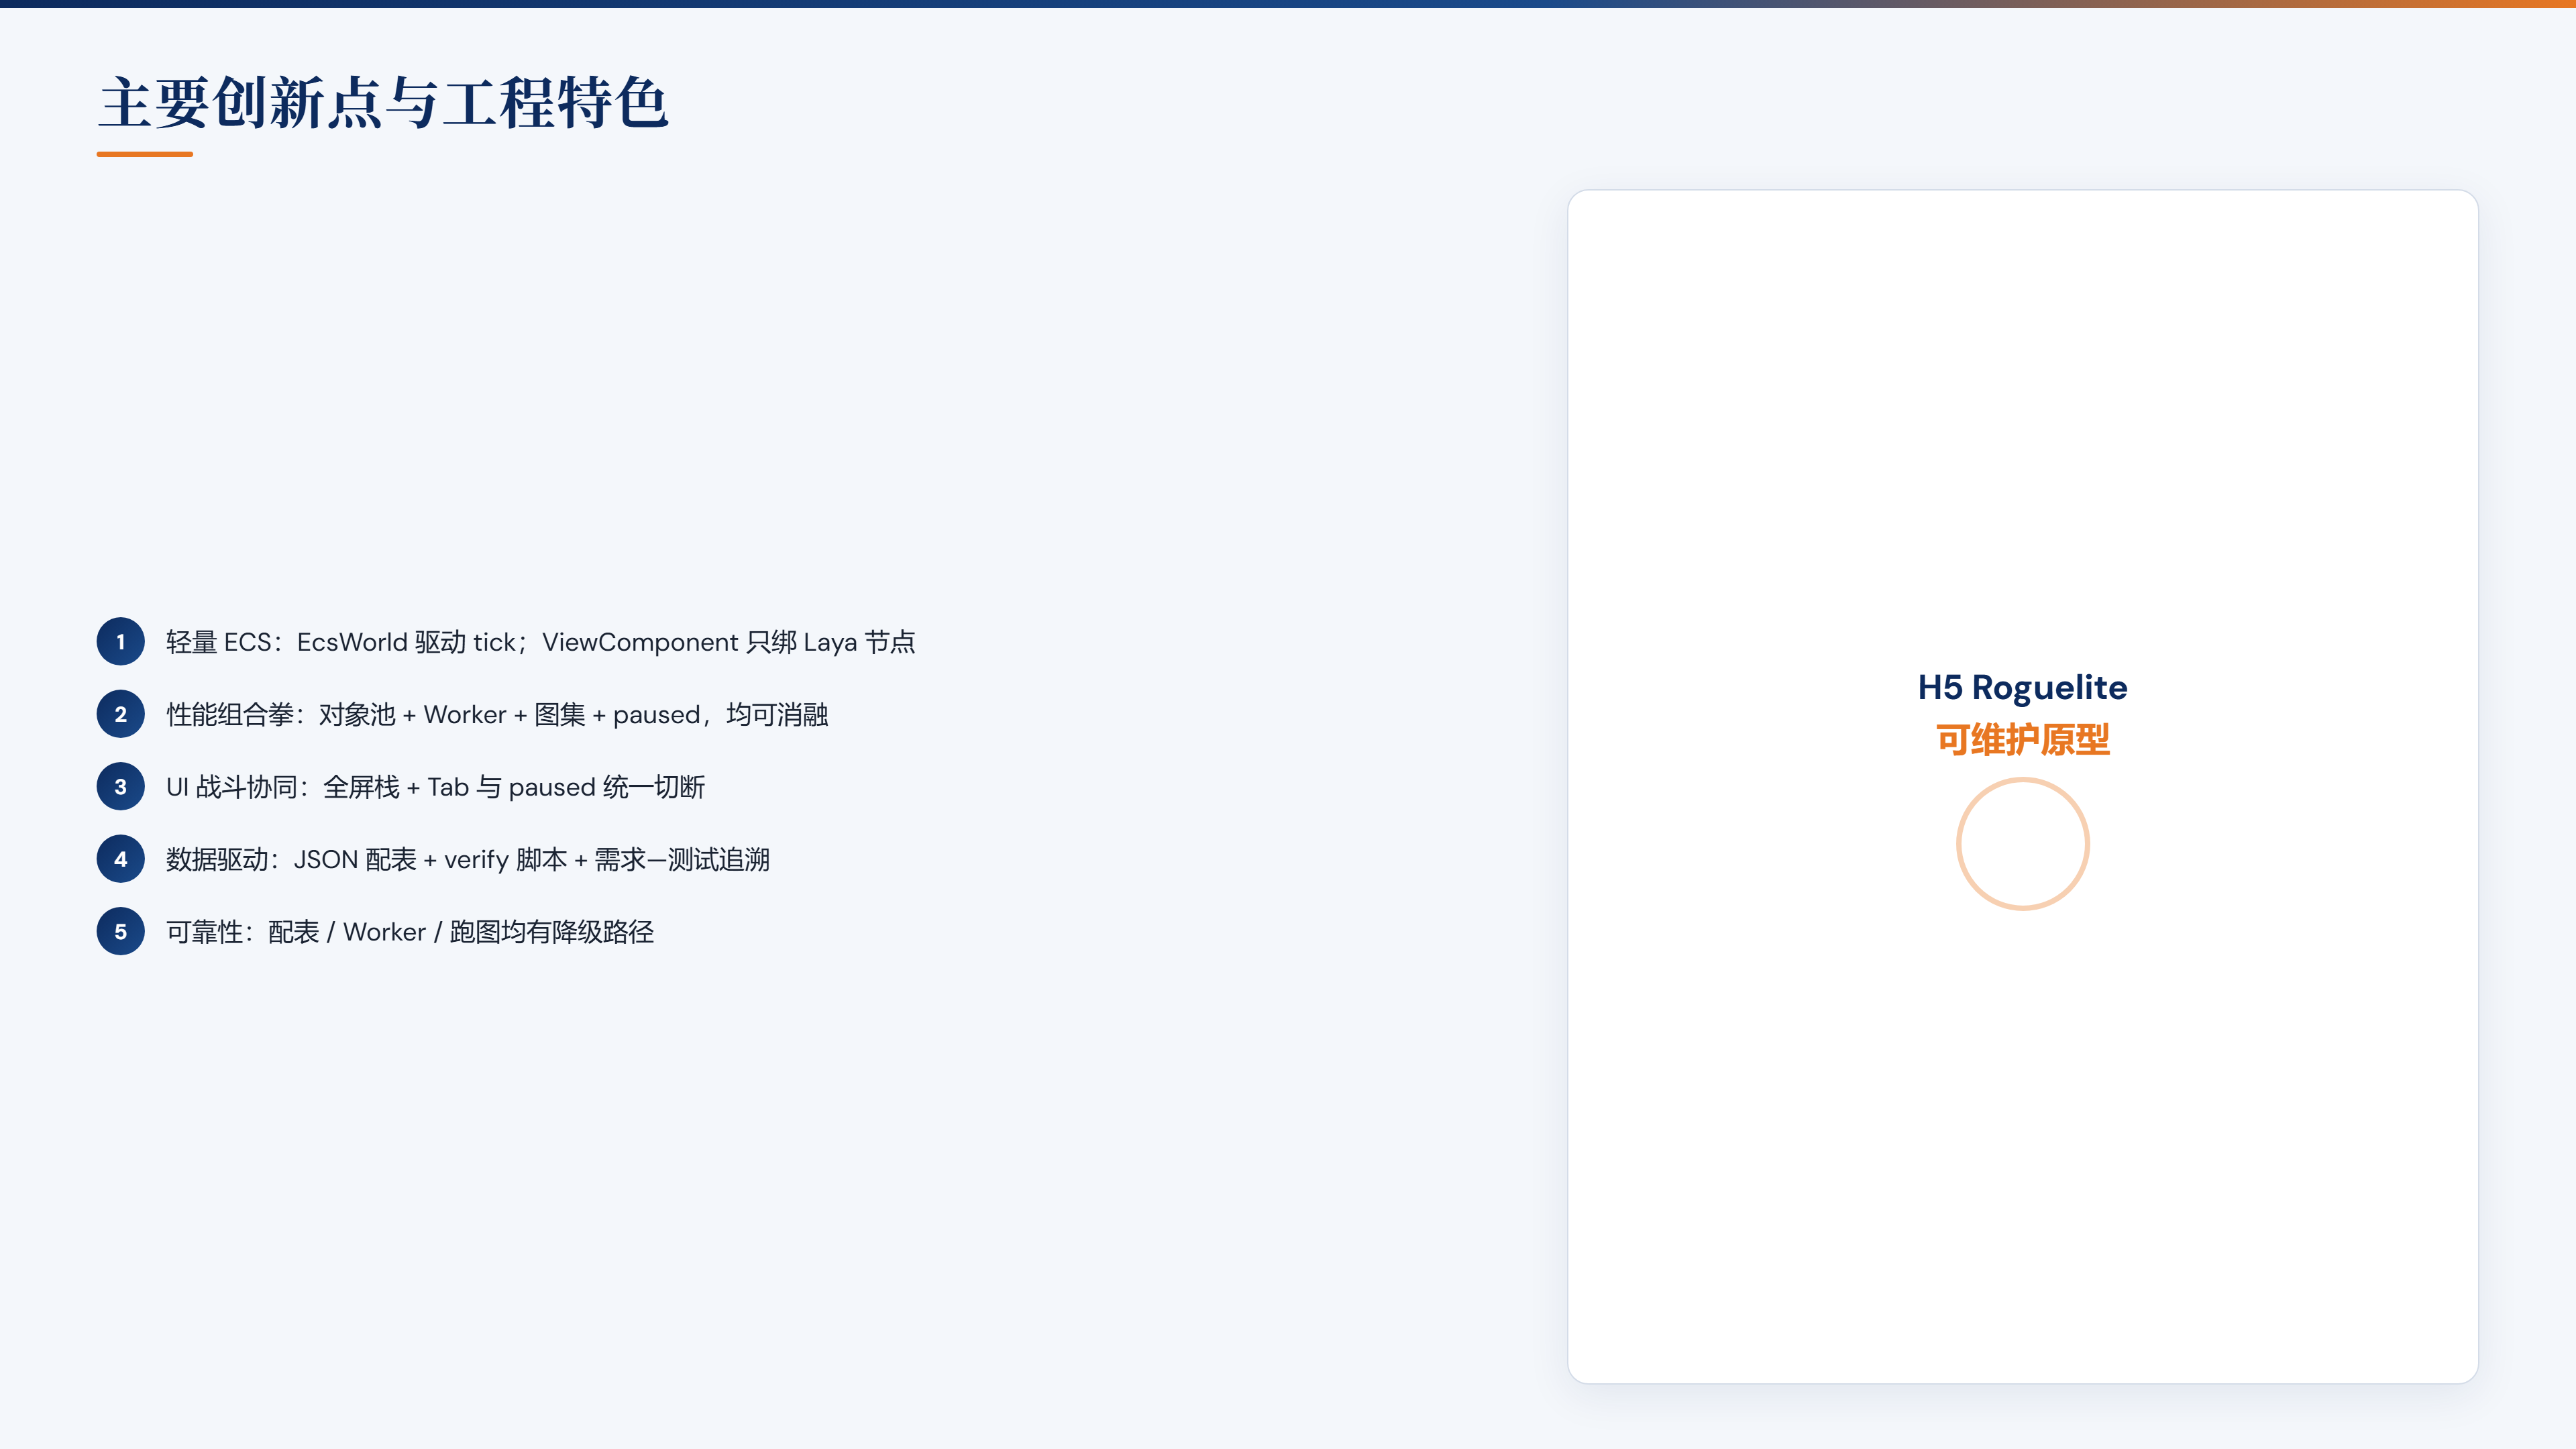 主要创新点与工程特色
1 轻量 ECS：EcsWorld 驱动 tick；ViewComponent 只绑 Laya 节点
2 性能组合拳：对象池 + Worker + 图集 + paused，均可消融
3 UI 战斗协同：全屏栈 + Tab 与 paused 统一切断
4 数据驱动：JSON 配表 + verify 脚本 + 需求—测试追溯
5 可靠性：配表 / Worker / 跑图均有降级路径
H5 Roguelite
可维护原型